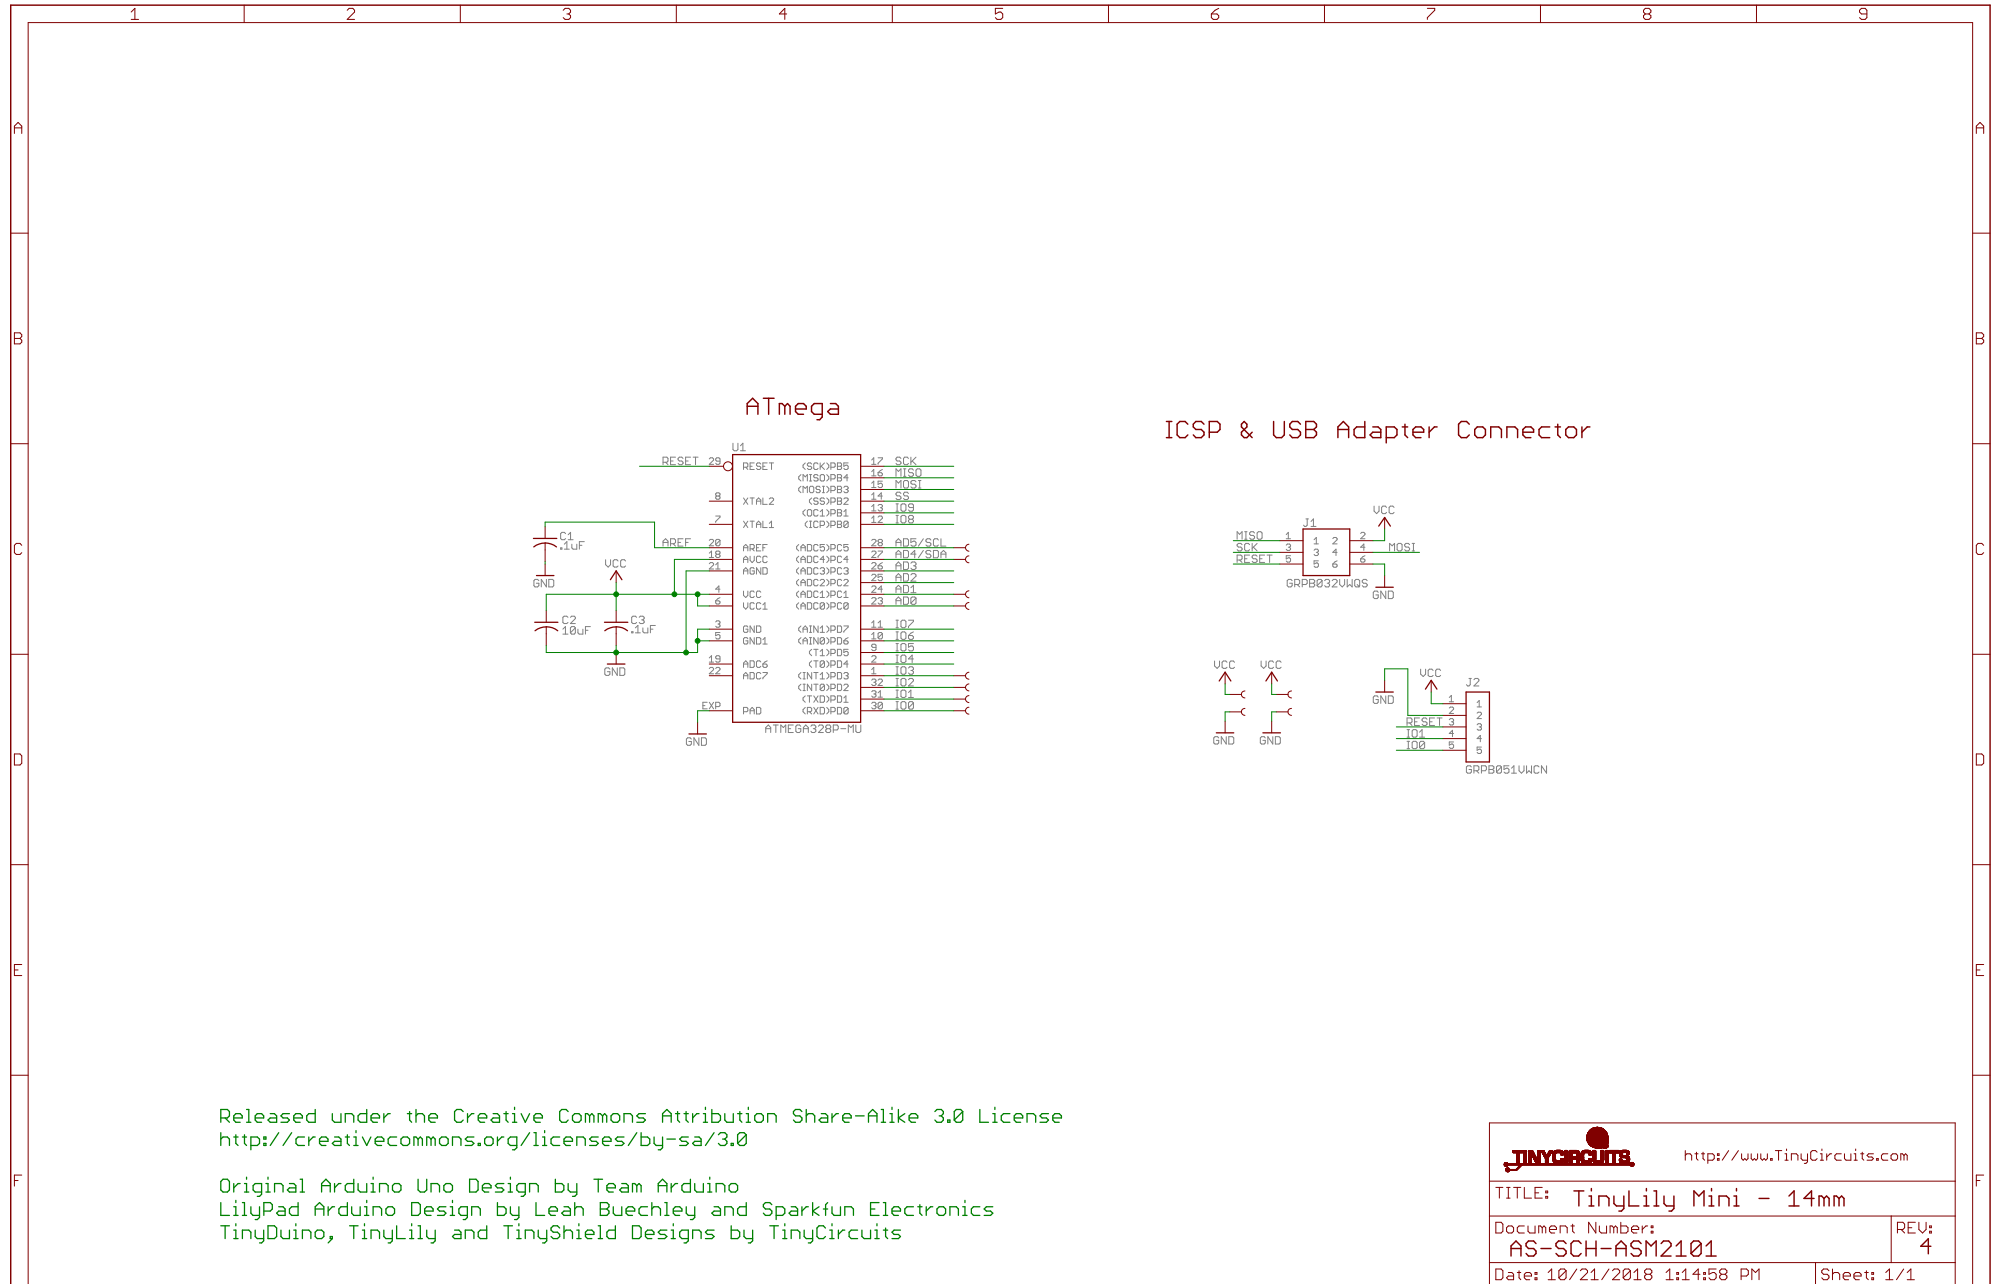 1 2 3 4 5 6 7 8 9
A A
B B
C C
D D
E E
F F
ATmega
U1
RESET 29 RESET (SCK)PB5 17 SCK
(MISO)PB4 16 MISO
(MOSI)PB3 15 MOSI
8 XTAL2 (SS)PB2 14 SS
(OC1)PB1 13 IO9
7 XTAL1 (ICP)PB0 12 IO8
AREF 20 AREF (ADC5)PC5 28 AD5/SCL
18 AVCC (ADC4)PC4 27 AD4/SDA
21 AGND (ADC3)PC3 26 AD3
(ADC2)PC2 25 AD2
4 VCC (ADC1)PC1 24 AD1
6 VCC1 (ADC0)PC0 23 AD0
3 GND (AIN1)PD7 11 IO7
5 GND1 (AIN0)PD6 10 IO6
(T1)PD5 9 IO5
19 ADC6 (T0)PD4 2 IO4
22 ADC7 (INT1)PD3 1 IO3
(INT0)PD2 32 IO2
(TXD)PD1 31 IO1
EXP PAD (RXD)PD0 30 IO0
ATMEGA328P-MU
GND
C1
.1uF
GND
VCC
C2
10uF
C3
.1uF
GND
ICSP & USB Adapter Connector
VCC
J1
MISO 1 1 2 2
SCK 3 3 4 4 MOSI
RESET 5 5 6 6
GRPB032VWQS
GND
VCC VCC
GND GND
GND
VCC
J2
1 1
2 2
RESET 3 3
IO1 4 4
IO0 5 5
GRPB051VWCN
Released under the Creative Commons Attribution Share-Alike 3.0 License
http://creativecommons.org/licenses/by-sa/3.0
Original Arduino Uno Design by Team Arduino
LilyPad Arduino Design by Leah Buechley and Sparkfun Electronics
TinyDuino, TinyLily and TinyShield Designs by TinyCircuits
TINYCIRCUITS http://www.TinyCircuits.com
TITLE: TinyLily Mini - 14mm
Document Number: REV:
AS-SCH-ASM2101 4
Date: 10/21/2018 1:14:58 PM Sheet: 1/1